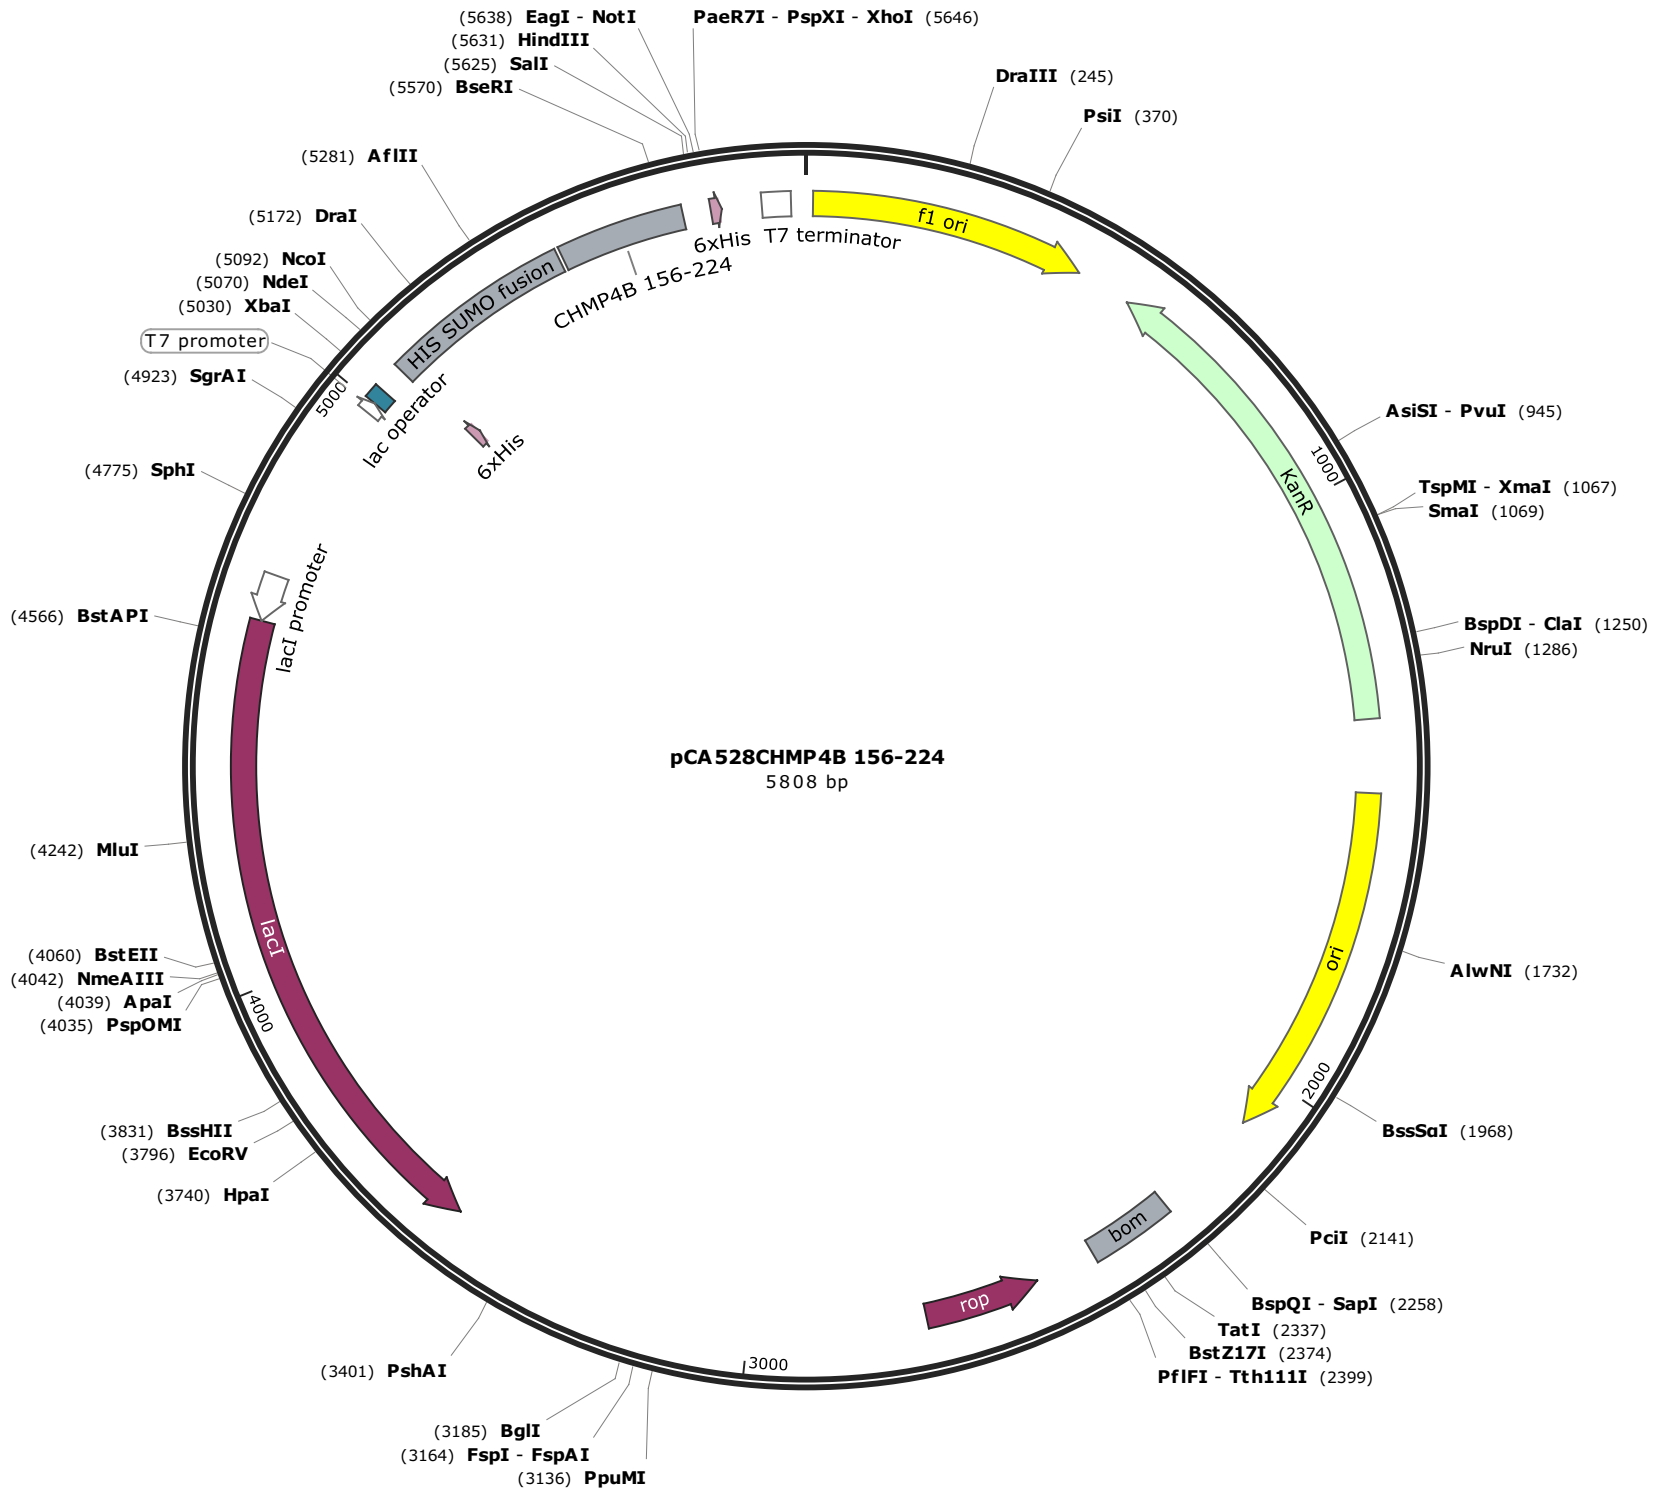 (5638) EagI - NotI
PaeR7I - PspXI - XhoI (5646)
(5631) HindIII
(5625) SalI
(5570) BseRI
DraIII (245)
PsiI (370)
(5281) AflII
(5172) DraI
(5092) NcoI
(5070) NdeI
(5030) XbaI
T7 promoter
(4923) SgrAI
(4775) SphI
(4566) BstAPI
(4242) MluI
(4060) BstEII
(4042) NmeAIII
(4039) ApaI
(4035) PspOMI
(3831) BssHII
(3796) EcoRV
(3740) HpaI
(3401) PshAI
(3185) BglI
(3164) FspI - FspAI
(3136) PpuMI
AsiSI - PvuI (945)
TspMI - XmaI (1067)
SmaI (1069)
BspDI - ClaI (1250)
NruI (1286)
AlwNI (1732)
BssSαI (1968)
PciI (2141)
BspQI - SapI (2258)
TatI (2337)
BstZ17I (2374)
PflFI - Tth111I (2399)
1000
2000
3000
4000
5000
f1 ori
KanR
ori
bom
rop
lacI
lacI promoter
lac operator
6xHis
HIS SUMO fusion
CHMP4B 156-224
6xHis
T7 terminator
pCA528CHMP4B 156-224
5808 bp